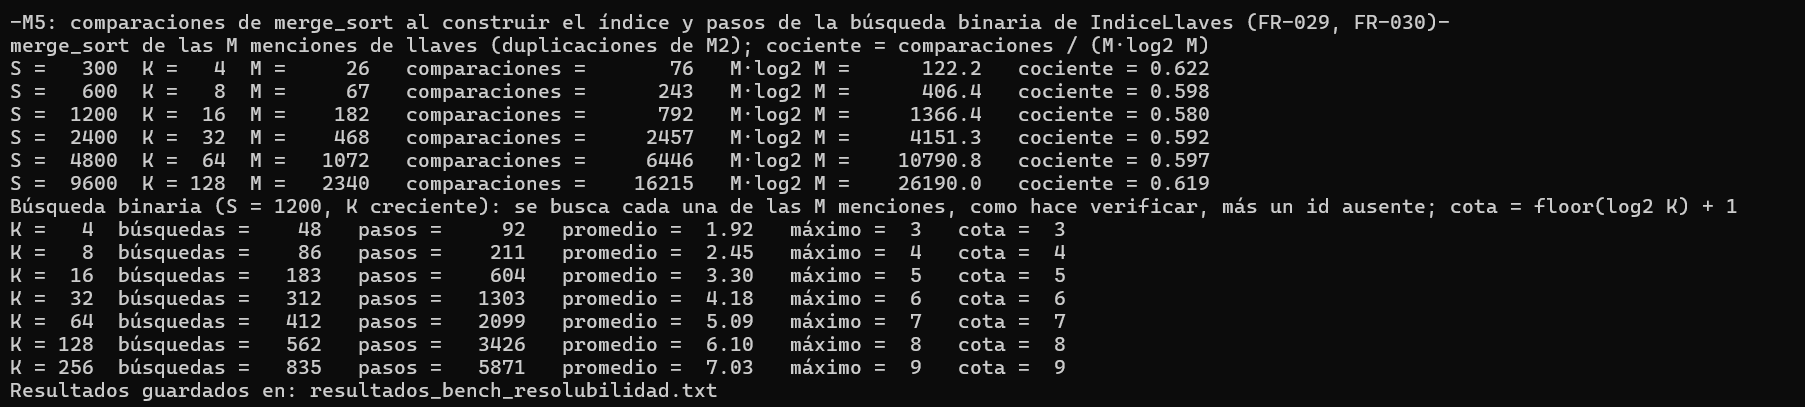 -M5: comparaciones de merge_sort al construir el índice y pasos de la búsqueda binaria de IndiceLlaves (FR-029, FR-030)-
merge_sort de las M menciones de llaves (duplicaciones de M2); cociente = comparaciones / (M·log2 M)
S =   300  K =   4  M =     26   comparaciones =       76   M·log2 M =      122.2   cociente = 0.622
S =   600  K =   8  M =     67   comparaciones =      243   M·log2 M =      406.4   cociente = 0.598
S =  1200  K =  16  M =    182   comparaciones =      792   M·log2 M =     1366.4   cociente = 0.580
S =  2400  K =  32  M =    468   comparaciones =     2457   M·log2 M =     4151.3   cociente = 0.592
S =  4800  K =  64  M =   1072   comparaciones =     6446   M·log2 M =    10790.8   cociente = 0.597
S =  9600  K = 128  M =   2340   comparaciones =    16215   M·log2 M =    26190.0   cociente = 0.619
Búsqueda binaria (S = 1200, K creciente): se busca cada una de las M menciones, como hace verificar, más un id ausente; cota = floor(log2 K) + 1
K =   4  búsquedas =    48   pasos =     92   promedio =  1.92   máximo =  3   cota =  3
K =   8  búsquedas =    86   pasos =    211   promedio =  2.45   máximo =  4   cota =  4
K =  16  búsquedas =   183   pasos =    604   promedio =  3.30   máximo =  5   cota =  5
K =  32  búsquedas =   312   pasos =   1303   promedio =  4.18   máximo =  6   cota =  6
K =  64  búsquedas =   412   pasos =   2099   promedio =  5.09   máximo =  7   cota =  7
K = 128  búsquedas =   562   pasos =   3426   promedio =  6.10   máximo =  8   cota =  8
K = 256  búsquedas =   835   pasos =   5871   promedio =  7.03   máximo =  9   cota =  9
Resultados guardados en: resultados_bench_resolubilidad.txt